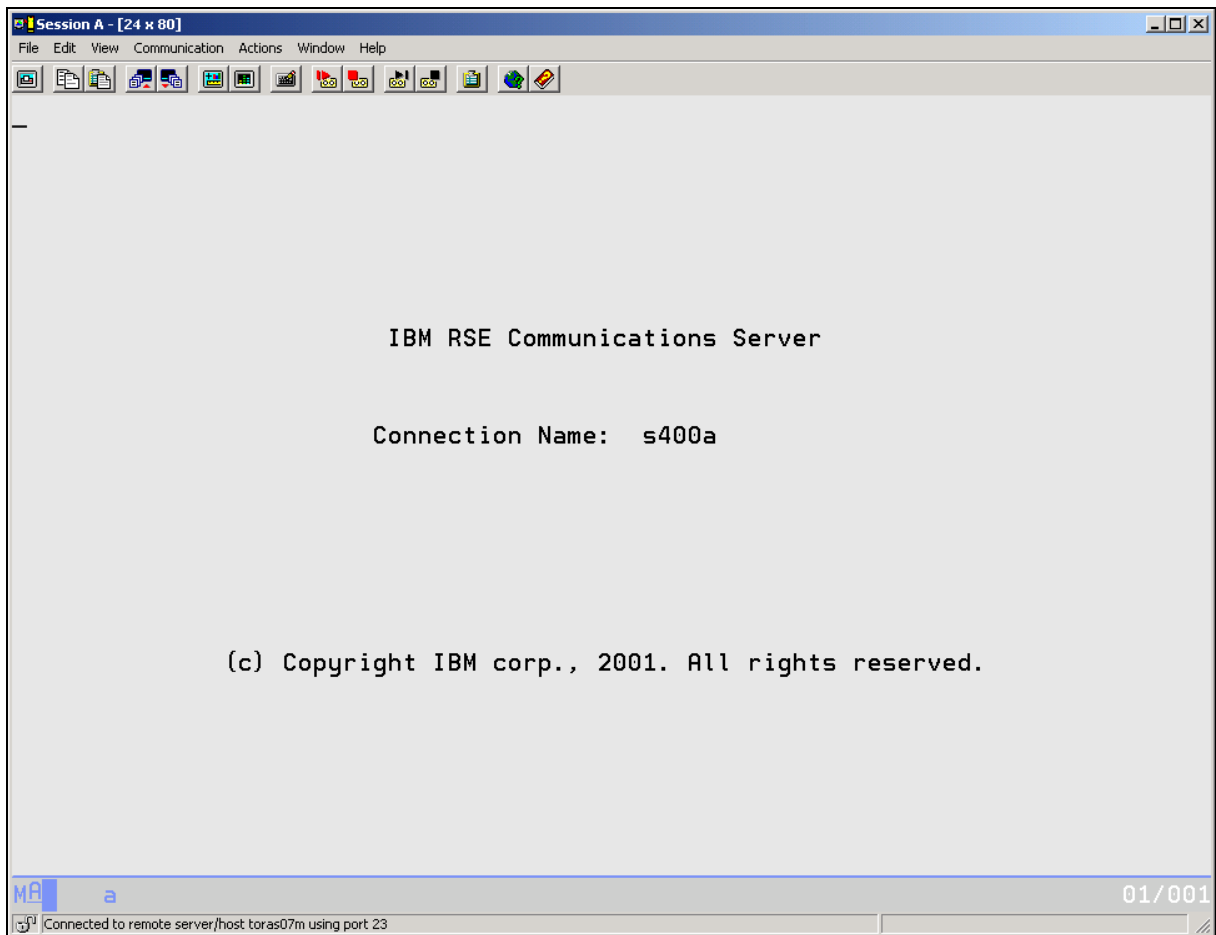 Session A - [24 x 80]
File Edit View Communication Actions Window Help
IBM RSE Communications Server
Connection Name: s400a
(c) Copyright IBM corp., 2001. All rights reserved.
MA a 01/001
Connected to remote server/host toras07m using port 23